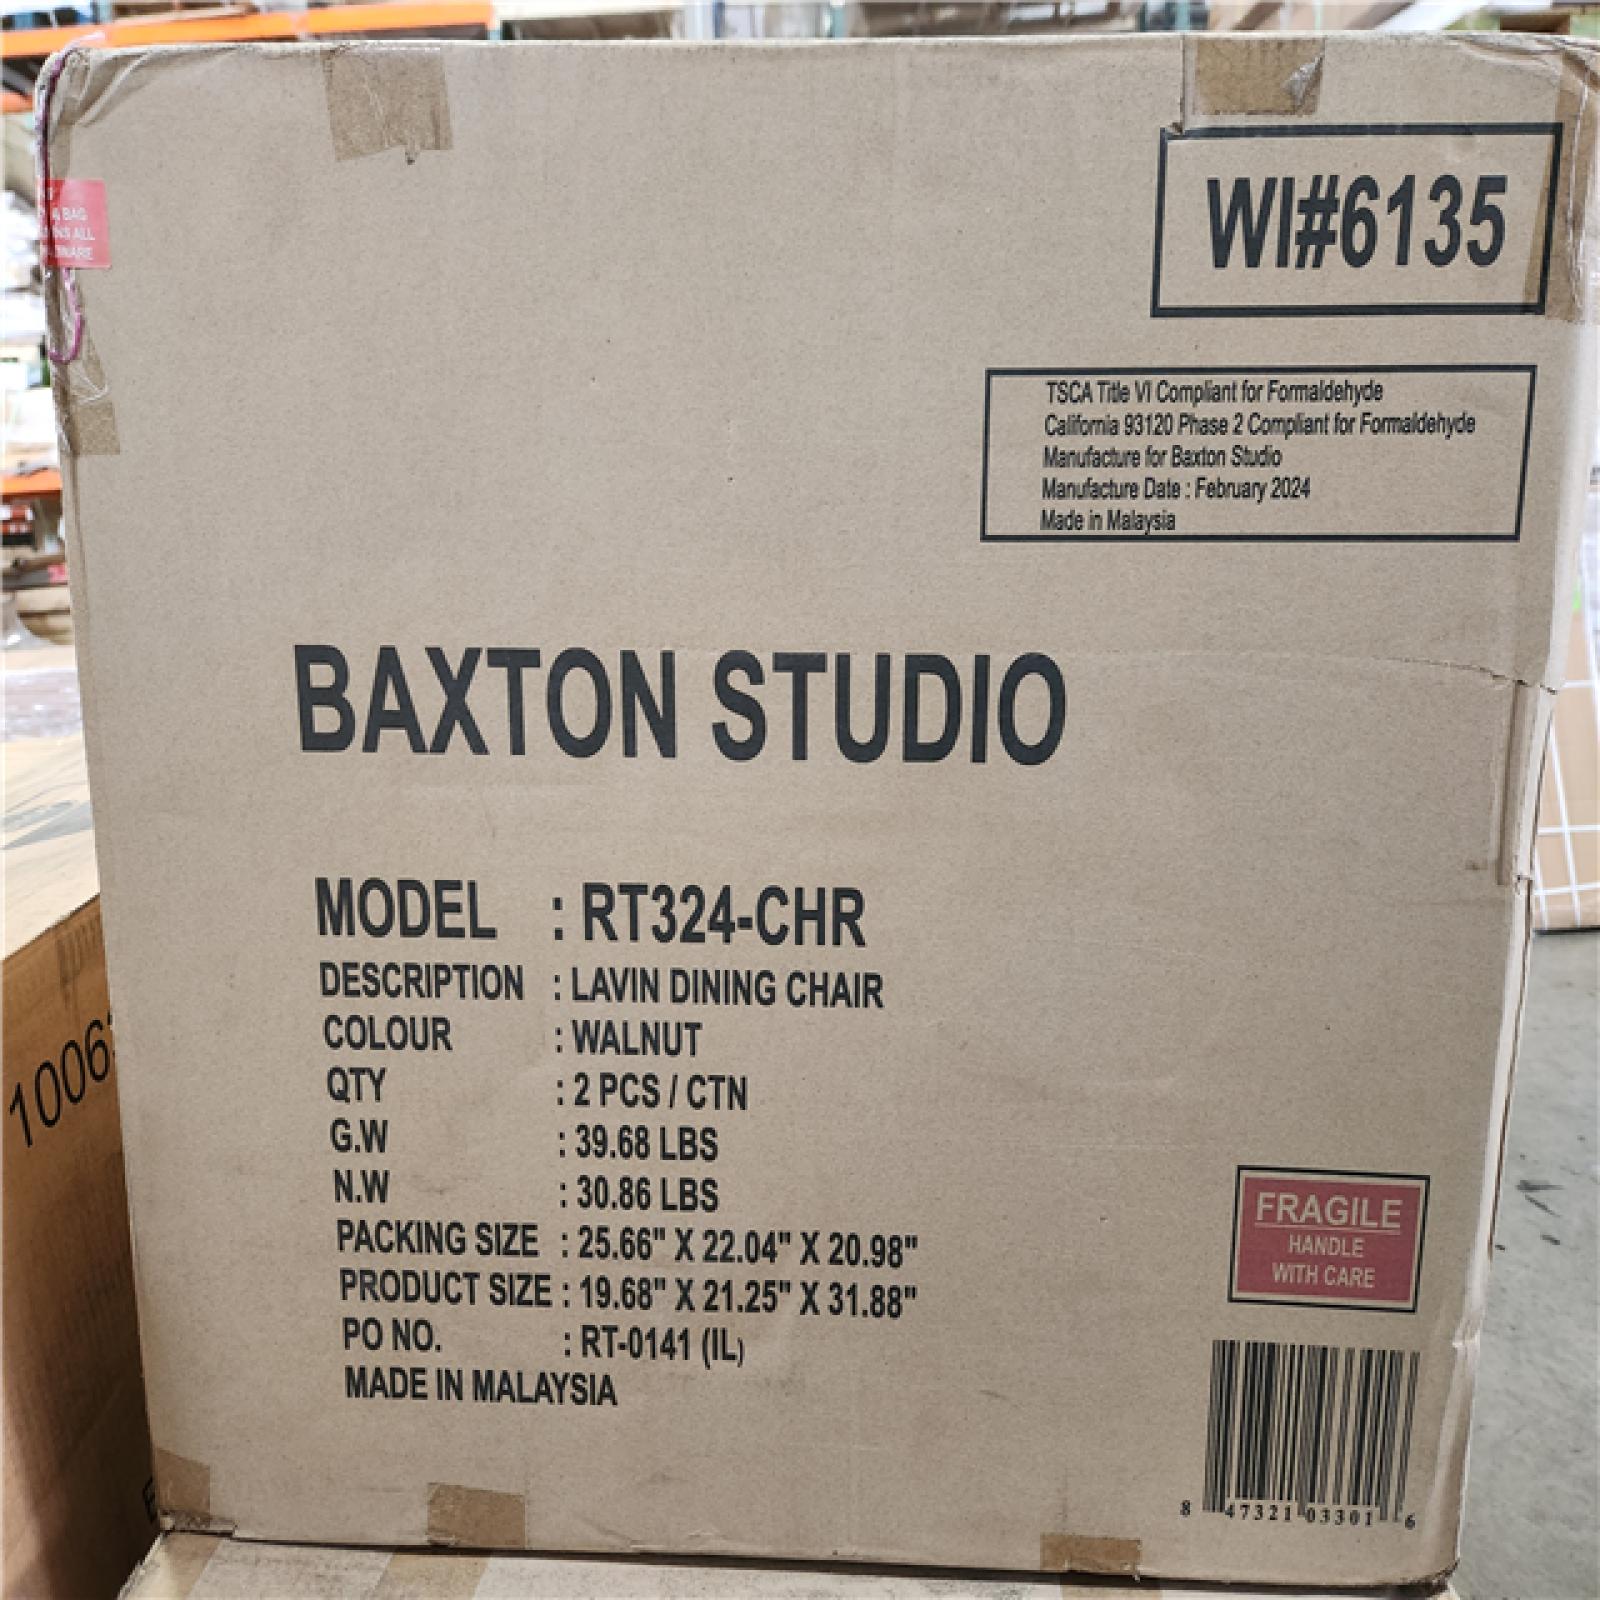 WI#6135
BAG
ALL
TSCA Title VI Compliant for Formaldehyde
California 93120 Phase 2 Compliant for Formaldehyde
Manufacture for Baxton Studio
Manufacture Date : February 2024
Made in Malaysia
BAXTON STUDIO
MODEL : RT324-CHR
DESCRIPTION : LAVIN DINING CHAIR
COLOUR : WALNUT
QTY : 2 PCS / CTN
G.W : 39.68 LBS
N.W : 30.86 LBS
PACKING SIZE : 25.66" X 22.04" X 20.98"
PRODUCT SIZE : 19.68" X 21.25" X 31.88"
PO NO. : RT-0141 (IL)
MADE IN MALAYSIA
FRAGILE
HANDLE
WITH CARE
8 47321 03301 6